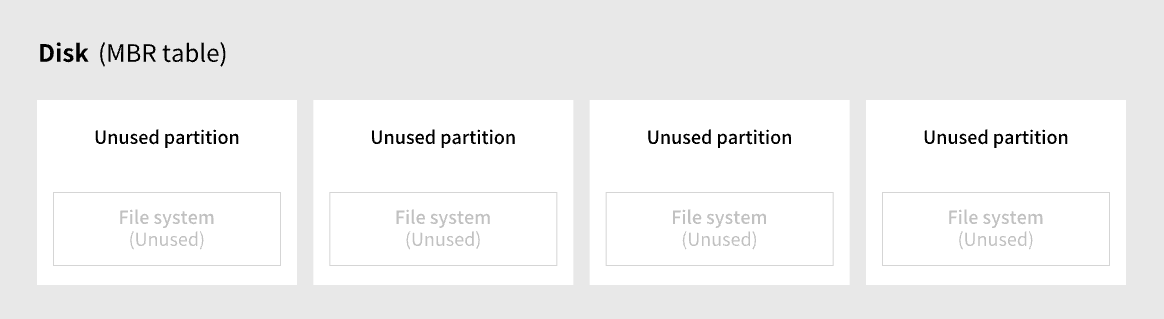 Disk (MBR table)
Unused partition
File system
(Unused)
Unused partition
File system
(Unused)
Unused partition
File system
(Unused)
Unused partition
File system
(Unused)